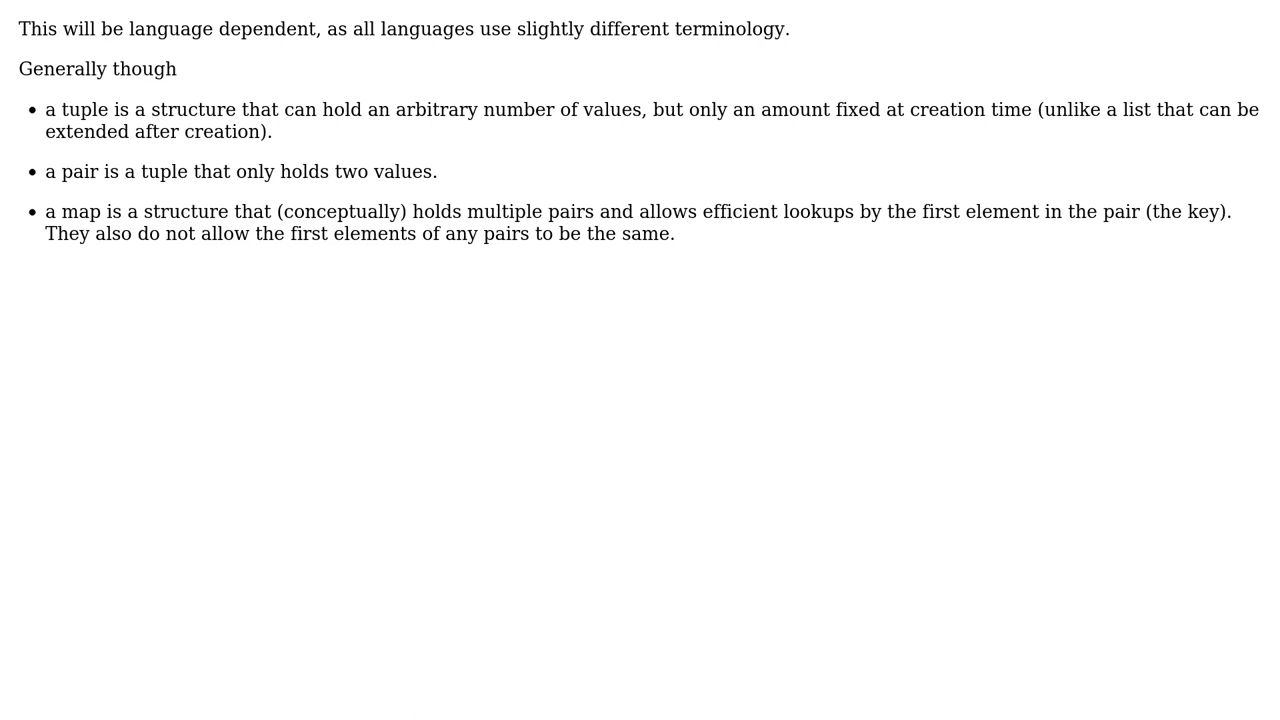 This will be language dependent, as all languages use slightly different terminology.
Generally though
• a tuple is a structure that can hold an arbitrary number of values, but only an amount fixed at creation time (unlike a list that can be
extended after creation).
• a pair is a tuple that only holds two values.
• a map is a structure that (conceptually) holds multiple pairs and allows efficient lookups by the first element in the pair (the key).
They also do not allow the first elements of any pairs to be the same.